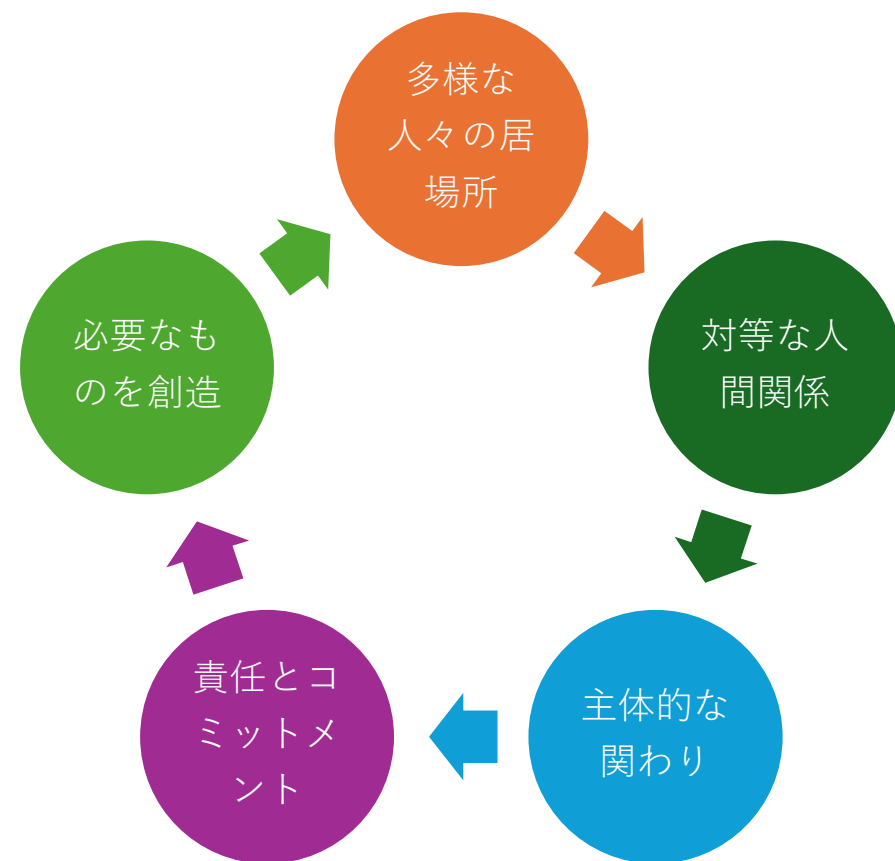 多様な
人々の居
場所
対等な人
間関係
主体的な
関わり
責任とコ
ミットメ
ント
必要なも
のを創造